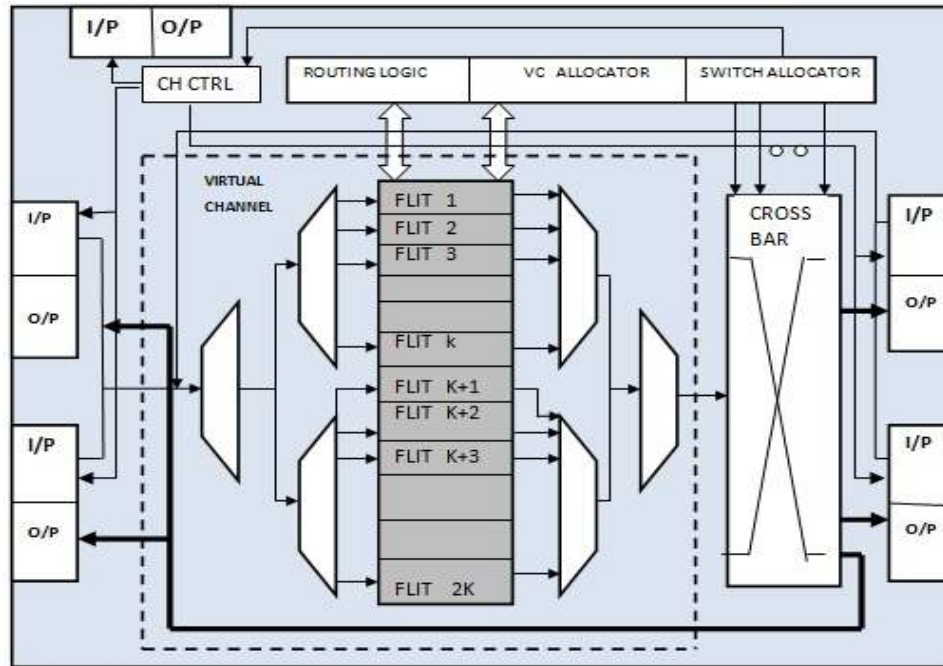 I/P O/P
CH CTRL
ROUTING LOGIC VC ALLOCATOR SWITCH ALLOCATOR
VIRTUAL
CHANNEL
I/P
O/P
I/P
O/P
FLIT 1
FLIT 2
FLIT 3
FLIT k
FLIT K+1
FLIT K+2
FLIT K+3
FLIT 2K
CROSS
BAR
I/P
O/P
I/P
O/P